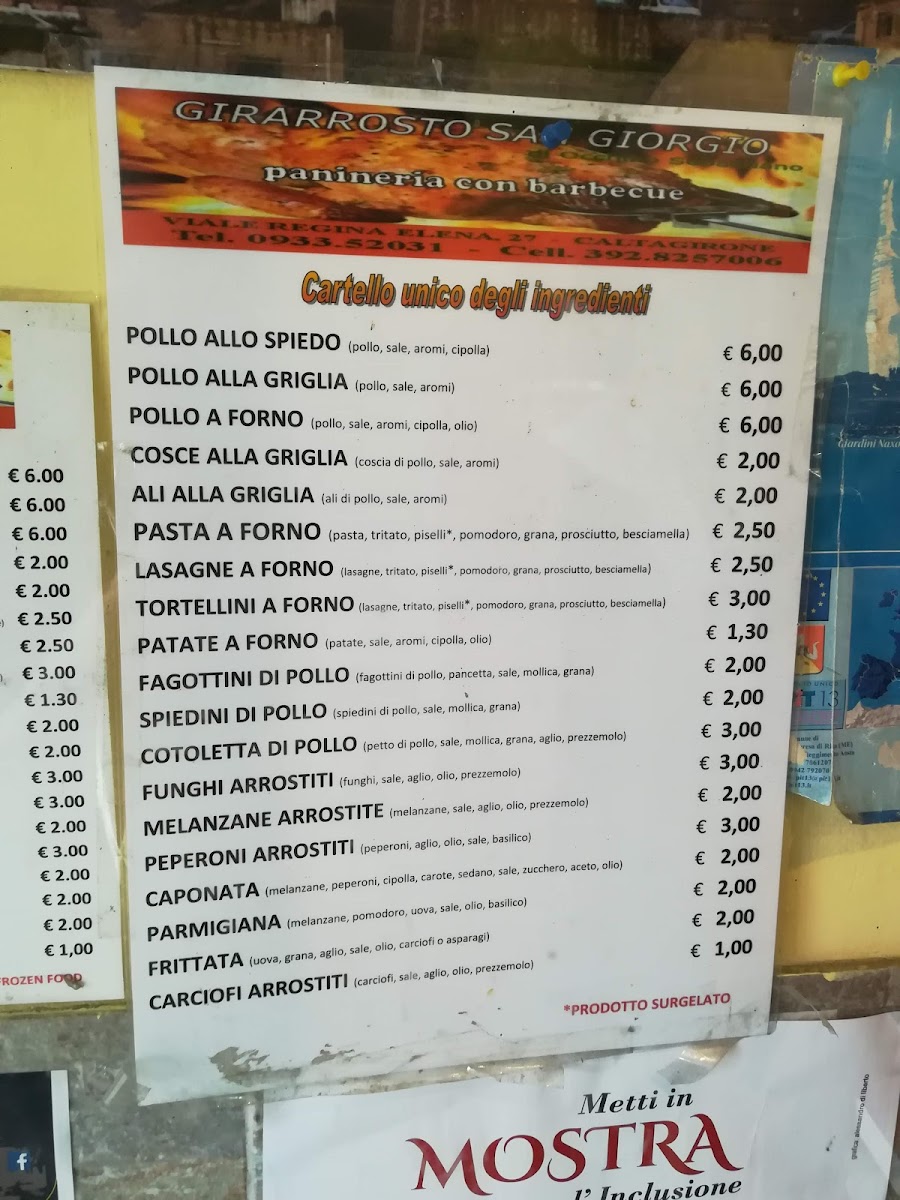 GIRARROSTO SAN GIORGIO
panineria con barbecue
VIALE REGINA ELENA, 27 - CALTAGIRONE
Tel. 0933.52031 - Cell. 392.8257006
Cartello unico degli ingredienti
POLLO ALLO SPIEDO (pollo, sale, aromi, cipolla) € 6,00
POLLO ALLA GRIGLIA (pollo, sale, aromi) € 6,00
POLLO A FORNO (pollo, sale, aromi, cipolla, olio) € 6,00
COSCE ALLA GRIGLIA (coscia di pollo, sale, aromi) € 2,00
ALI ALLA GRIGLIA (ali di pollo, sale, aromi) € 2,00
PASTA A FORNO (pasta, tritato, piselli*, pomodoro, grana, prosciutto, besciamella) € 2,50
LASAGNE A FORNO (lasagne, tritato, piselli*, pomodoro, grana, prosciutto, besciamella) € 2,50
TORTELLINI A FORNO (lasagne, tritato, piselli*, pomodoro, grana, prosciutto, besciamella) € 3,00
PATATE A FORNO (patate, sale, aromi, cipolla, olio) € 1,30
FAGOTTINI DI POLLO (fagottini di pollo, pancetta, sale, mollica, grana) € 2,00
SPIEDINI DI POLLO (spiedini di pollo, sale, mollica, grana) € 2,00
COTOLETTA DI POLLO (petto di pollo, sale, mollica, grana, aglio, prezzemolo) € 3,00
FUNGHI ARROSTITI (funghi, sale, aglio, olio, prezzemolo) € 3,00
MELANZANE ARROSTITE (melanzane, sale, aglio, olio, prezzemolo) € 2,00
PEPERONI ARROSTITI (peperoni, aglio, olio, sale, basilico) € 3,00
CAPONATA (melanzane, peperoni, cipolla, carote, sedano, sale, zucchero, aceto, olio) € 2,00
PARMIGIANA (melanzane, pomodoro, uova, sale, olio, basilico) € 2,00
FRITTATA (uova, grana, aglio, sale, olio, carciofi o asparagi) € 2,00
CARCIOFI ARROSTITI (carciofi, sale, aglio, olio, prezzemolo) € 1,00
*PRODOTTO SURGELATO
€ 6.00
€ 6.00
€ 6.00
€ 2.00
€ 2.00
€ 2.50
€ 2.50
€ 3.00
€ 1.30
€ 2.00
€ 2.00
€ 3.00
€ 3.00
€ 2.00
€ 3.00
€ 2.00
€ 2.00
€ 2.00
€ 1,00
FROZEN FOOD
Giardini Naxo
Metti in
MOSTRA
l'Inclusione
grafica: alessandro di liberto
f